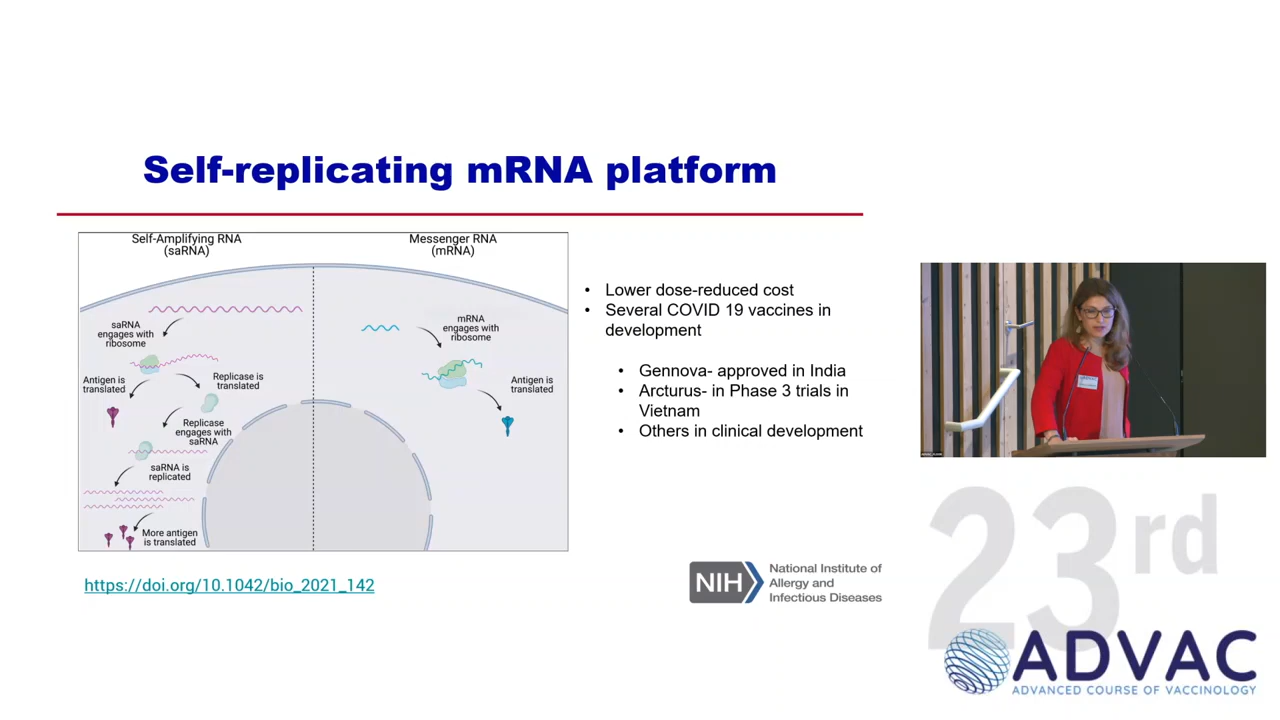 Self-replicating mRNA platform
Self-Amplifying RNA
(saRNA)
Messenger RNA
(mRNA)
saRNA
engages with
ribosome
Antigen is
translated
Replicase is
translated
Replicase
engages with
saRNA
saRNA is
replicated
More antigen
is translated
mRNA
engages with
ribosome
Antigen is
translated
• Lower dose-reduced cost
• Several COVID 19 vaccines in
development
• Gennova- approved in India
• Arcturus- in Phase 3 trials in
Vietnam
• Others in clinical development
https://doi.org/10.1042/bio_2021_142
NIH
National Institute of
Allergy and
Infectious Diseases
23rd
ADVAC
ADVANCED COURSE OF VACCINOLOGY